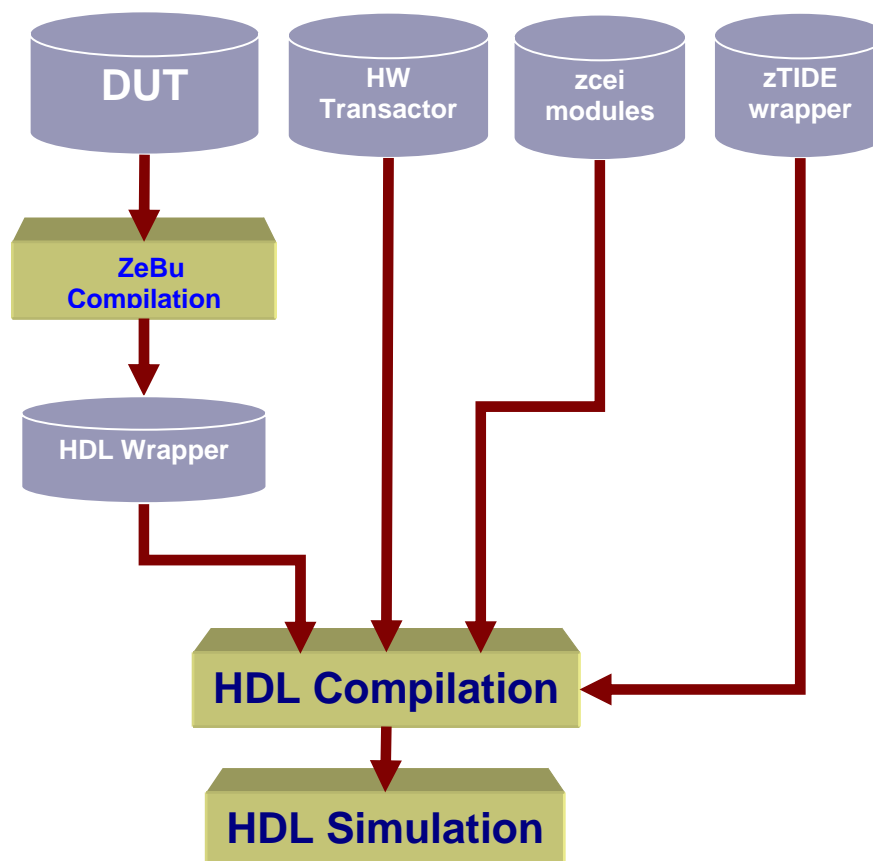 DUT
HW
Transactor
zcei
modules
zTIDE
wrapper
ZeBu
Compilation
HDL Wrapper
HDL Compilation
HDL Simulation